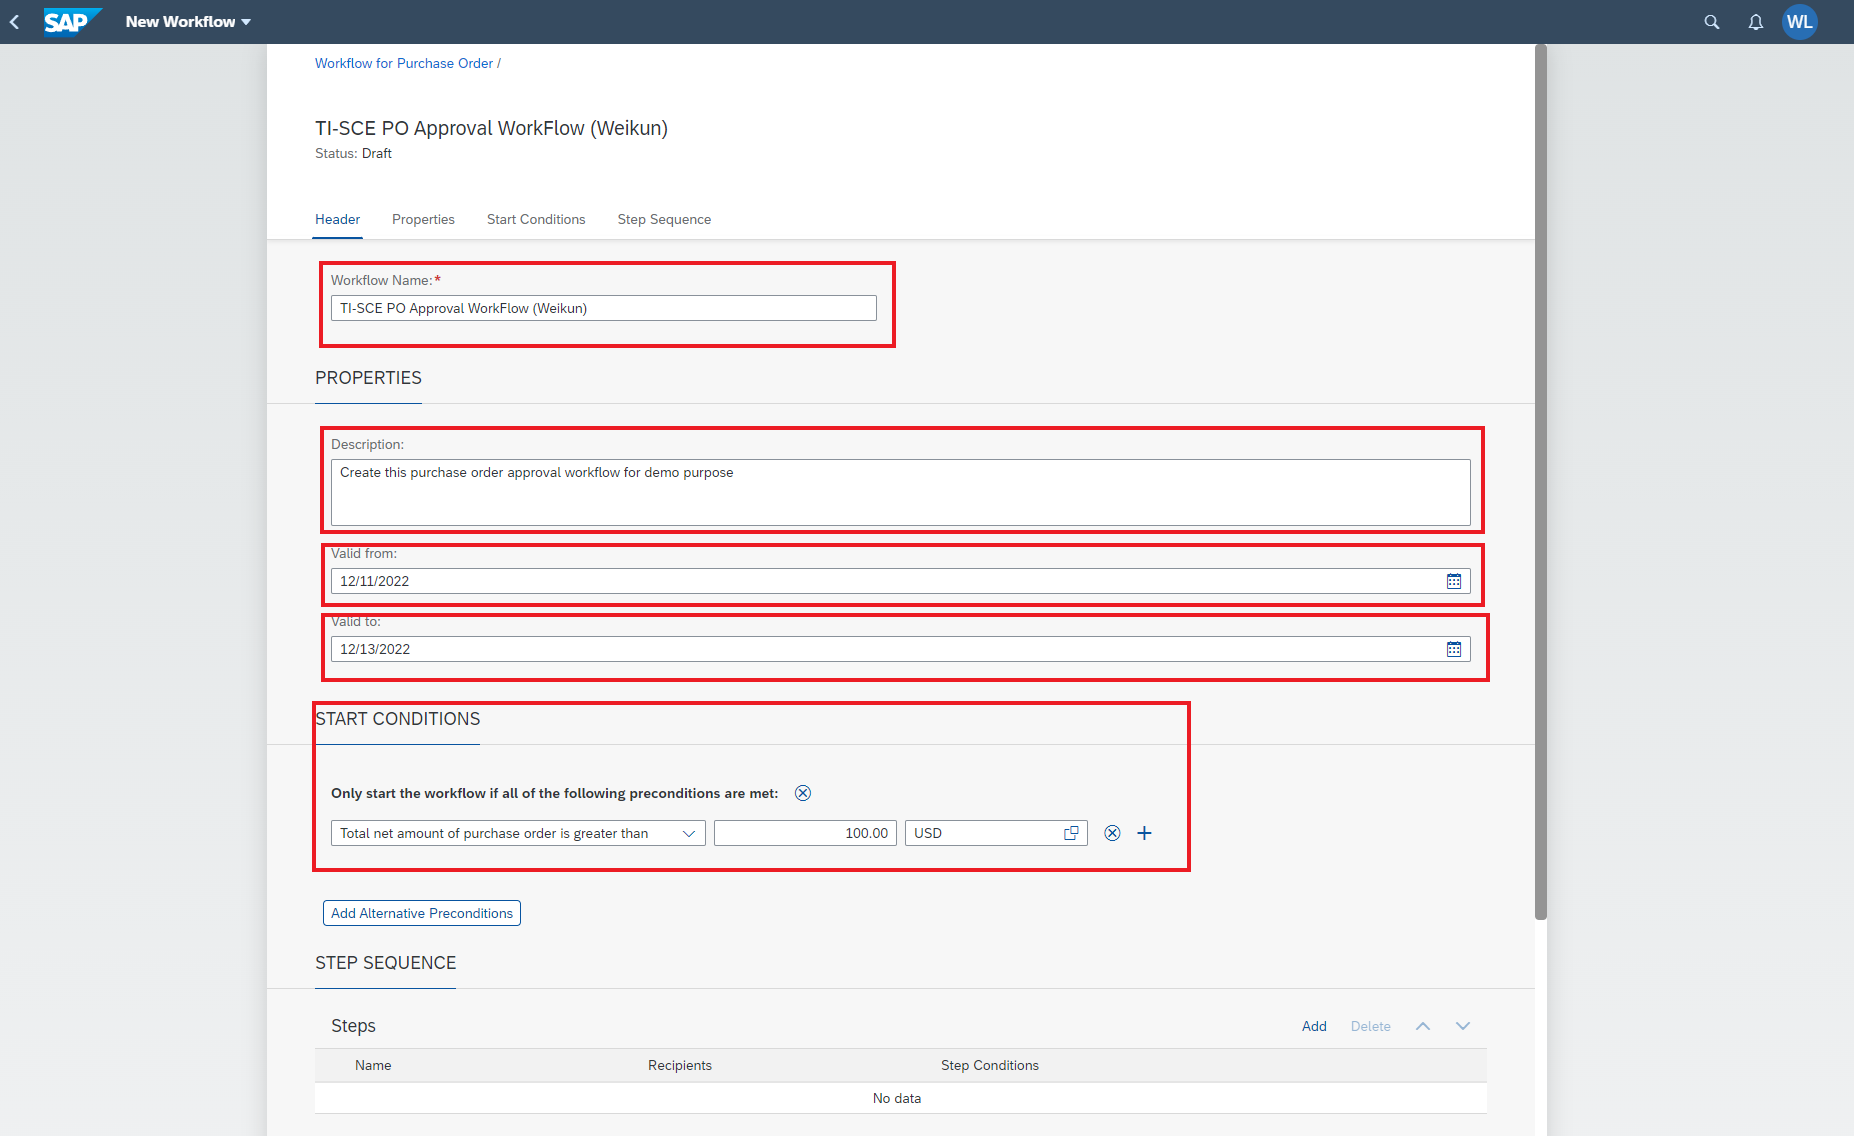 SAP New Workflow WL
Workflow for Purchase Order /
TI-SCE PO Approval WorkFlow (Weikun)
Status: Draft
Header Properties Start Conditions Step Sequence
Workflow Name:*
TI-SCE PO Approval WorkFlow (Weikun)
PROPERTIES
Description:
Create this purchase order approval workflow for demo purpose
Valid from:
12/11/2022
Valid to:
12/13/2022
START CONDITIONS
Only start the workflow if all of the following preconditions are met:
Total net amount of purchase order is greater than 100.00 USD
Add Alternative Preconditions
STEP SEQUENCE
Steps Add Delete
Name Recipients Step Conditions
No data